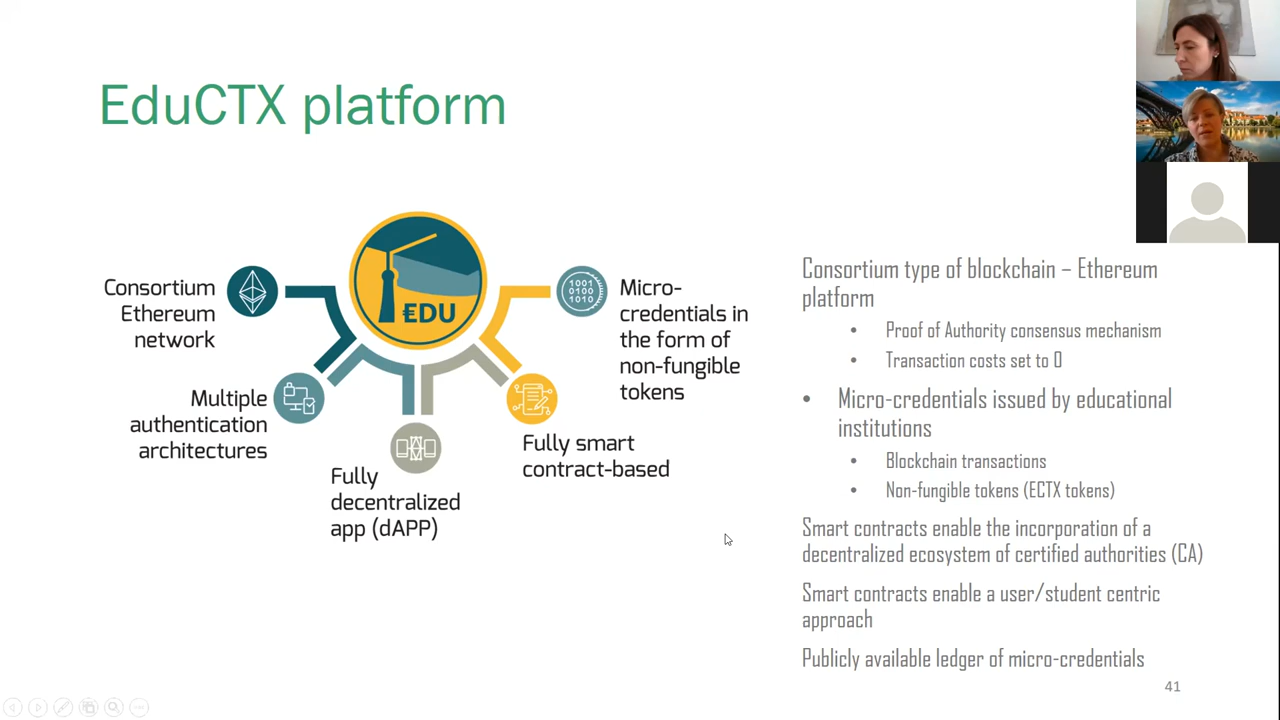 EduCTX platform
Consortium
Ethereum
network
Multiple
authentication
architectures
Fully
decentralized
app (dAPP)
Fully smart
contract-based
Micro-
credentials in
the form of
non-fungible
tokens
1001
0100
1010
ĐEDU
Consortium type of blockchain – Ethereum
platform
• Proof of Authority consensus mechanism
• Transaction costs set to 0
• Micro-credentials issued by educational
institutions
• Blockchain transactions
• Non-fungible tokens (ECTX tokens)
Smart contracts enable the incorporation of a
decentralized ecosystem of certified authorities (CA)
Smart contracts enable a user/student centric
approach
Publicly available ledger of micro-credentials
41